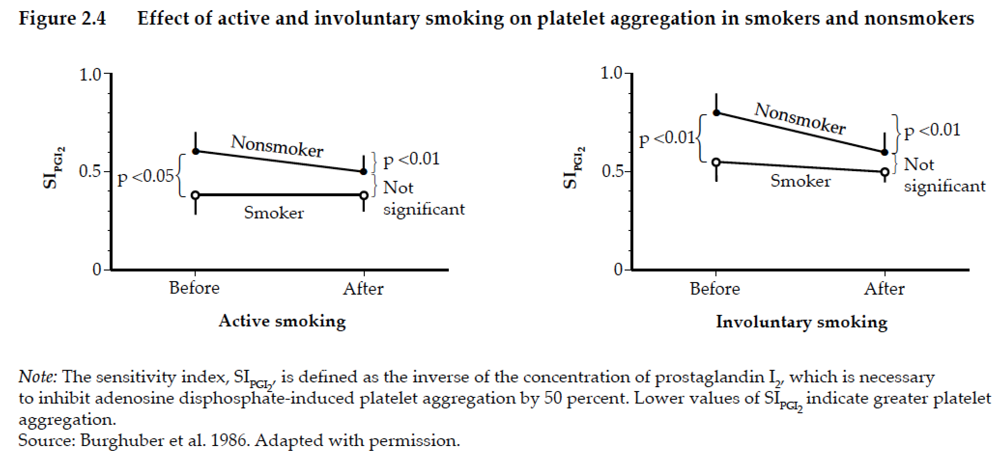 Figure 2.4 Effect of active and involuntary smoking on platelet aggregation in smokers and nonsmokers
1.0
0.5
0
SI_PGI2
Nonsmoker
Smoker
p <0.05
p <0.01
Not
significant
Before
After
Active smoking
1.0
0.5
0
SI_PGI2
Nonsmoker
Smoker
p <0.01
p <0.01
Not
significant
Before
After
Involuntary smoking
Note: The sensitivity index, SI_PGI2, is defined as the inverse of the concentration of prostaglandin I2, which is necessary
to inhibit adenosine disphosphate-induced platelet aggregation by 50 percent. Lower values of SI_PGI2 indicate greater platelet
aggregation.
Source: Burghuber et al. 1986. Adapted with permission.